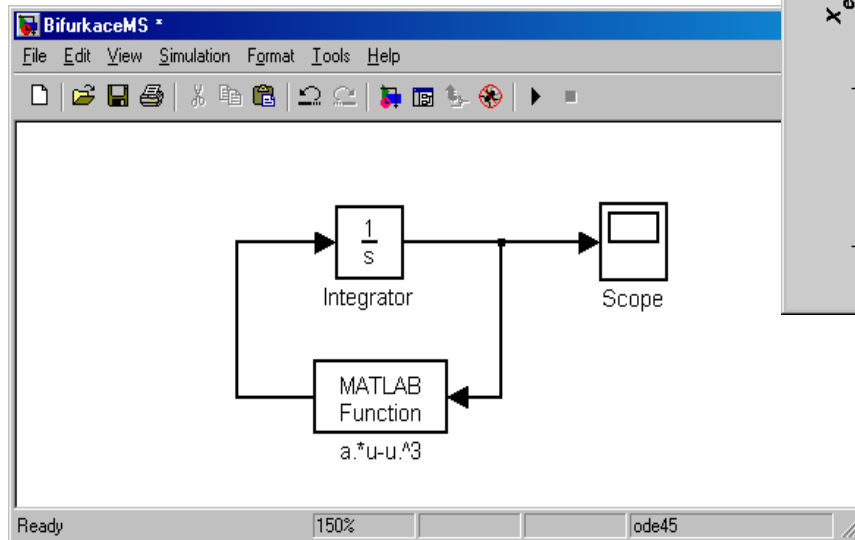 BifurkaceMS *
File Edit View Simulation Format Tools Help
x e
1
s
Integrator
Scope
MATLAB
Function
a.*u-u.^3
Ready 150% ode45